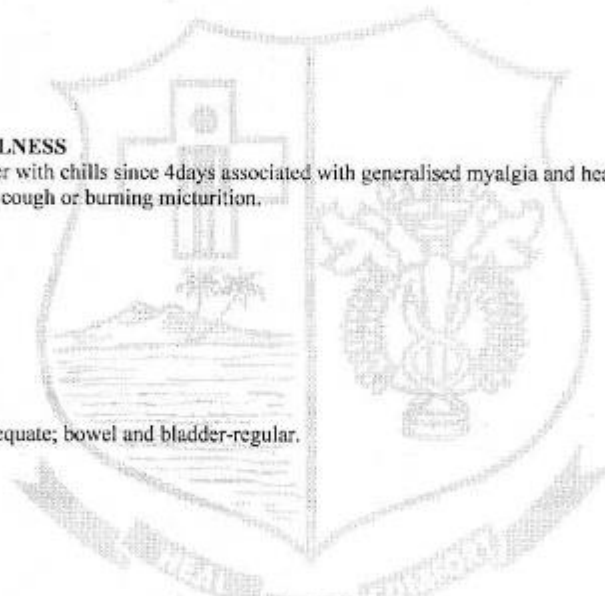 LNESS
er with chills since 4days associated with generalised myalgia and hea
cough or burning micturition.
equate; bowel and bladder-regular.
HEAL